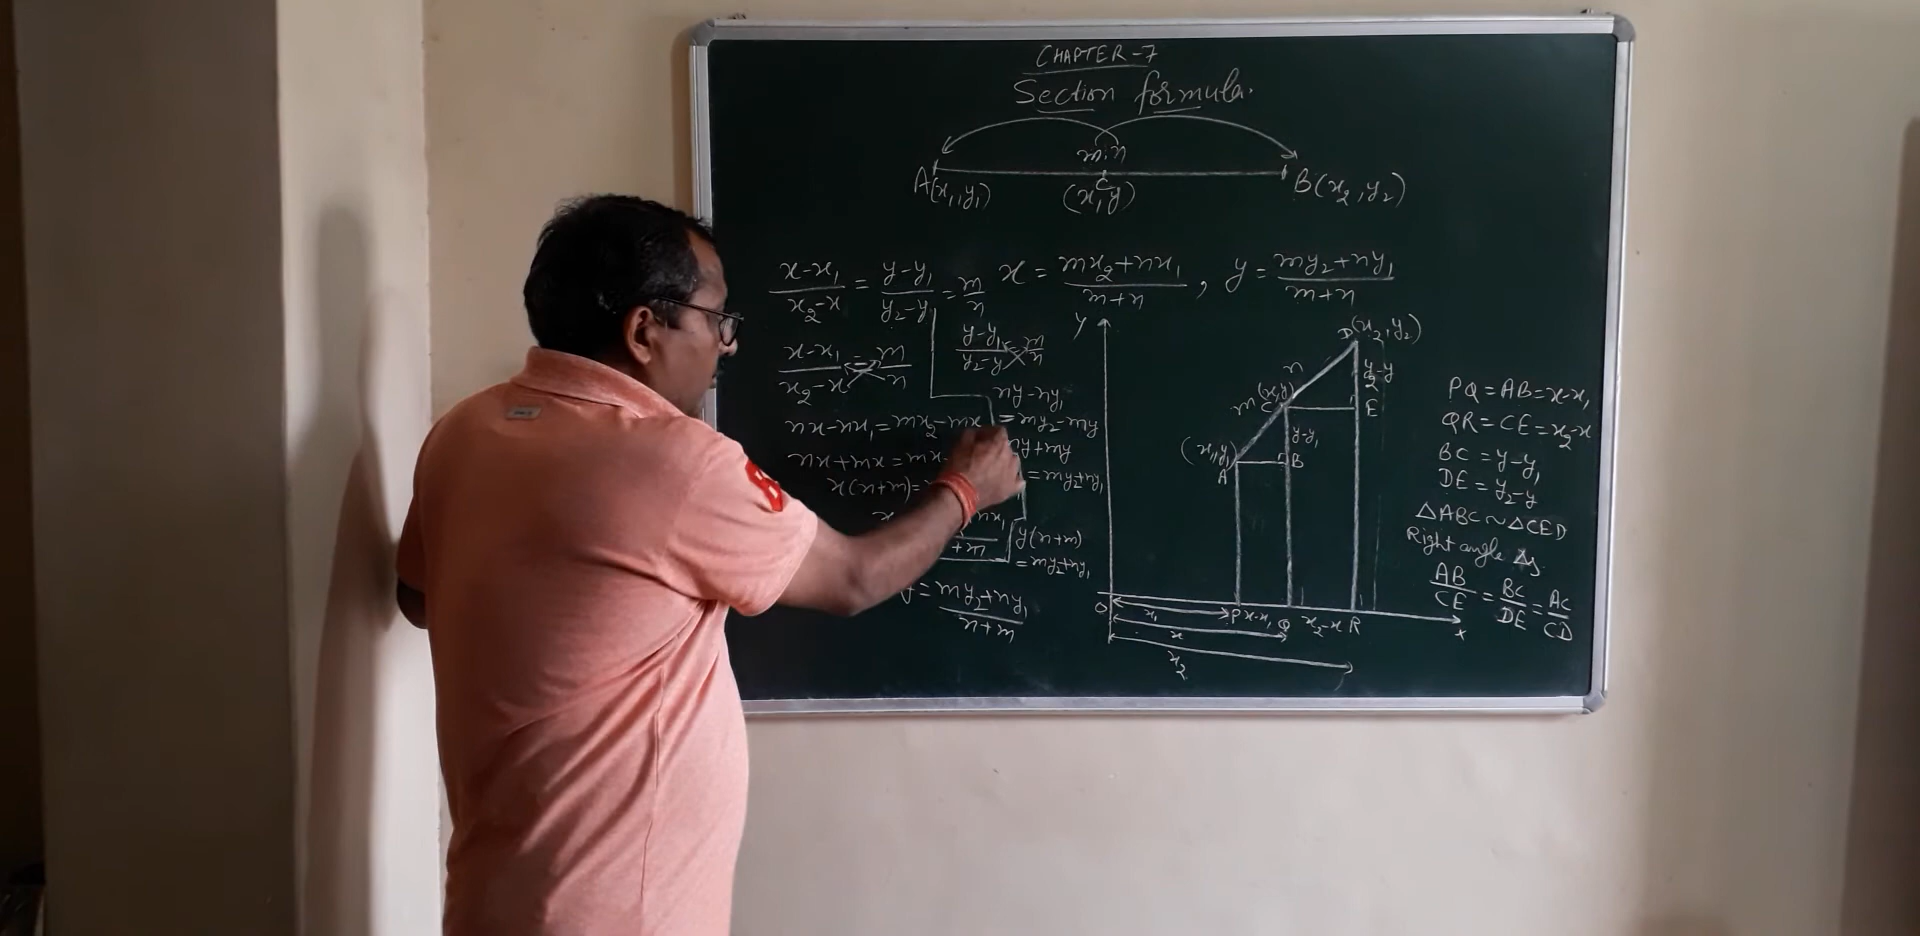 CHAPTER-7
Section formula.
m:n
A(x₁,y₁) C B(x₂,y₂)
(x,y)
x-x₁/x₂-x = y-y₁/y₂-y = m/n
x = mx₂+nx₁/m+n , y = my₂+ny₁/m+n
x-x₁/x₂-x = m/n
nx-nx₁=mx₂-mx
nx+mx=mx
x(m+n)=
y-y₁/y₂-y = m/n
ny-ny₁
=my₂-my
my+ny
=my₂+ny₁
(m+n)y
=my₂+ny₁
y = my₂+ny₁/m+n
Y
D(x₂,y₂)
n
y₂-y
m (x,y)
C E
y-y₁
(x₁,y₁)
A B
O x₁ P x-x₁ Q x₂-x R X
x
x₂
PQ=AB=x-x₁
QR=CE=x₂-x
BC=y-y₁
DE=y₂-y
△ABC~△CED
Right angle △s
AB/CE = BC/DE = AC/CD